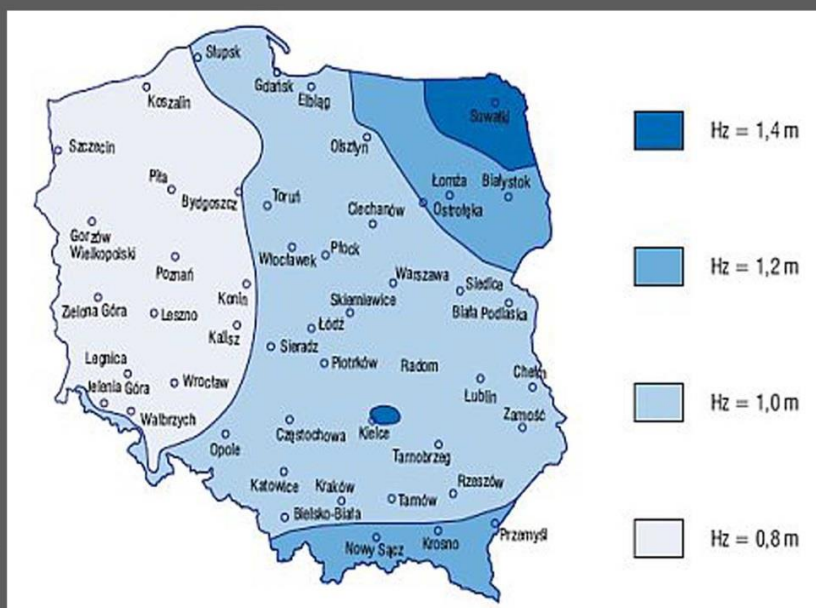 Słupsk
Gdańsk
Elbląg
Koszalin
Suwałki
Hz = 1,4 m
Szczecin
Olsztyn
Piła
Bydgoszcz
Toruń
Łomża
Białystok
Ostrołęka
Ciechanów
Gorzów
Wielkopolski
Włocławek
Płock
Hz = 1,2 m
Poznań
Konin
Warszawa
Siedlce
Skierniewice
Biała Podlaska
Zielona Góra
Leszno
Kalisz
Łódź
Sieradz
Piotrków
Radom
Legnica
Jelenia Góra
Wrocław
Wałbrzych
Lublin
Chełm
Zamość
Hz = 1,0 m
Opole
Częstochowa
Kielce
Tarnobrzeg
Katowice
Kraków
Tarnów
Rzeszów
Bielsko-Biała
Nowy Sącz
Krosno
Przemyśl
Hz = 0,8 m